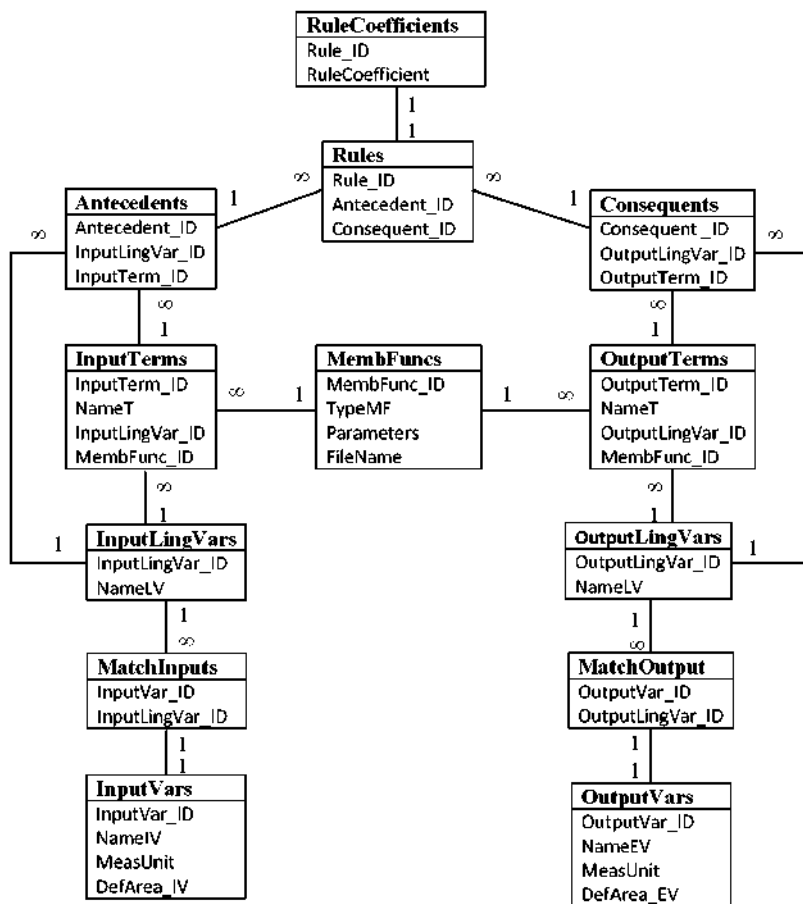 RuleCoefficients
Rule_ID
RuleCoefficient
1
1
Rules
Rule_ID
Antecedent_ID
Consequent_ID
∞
∞
1
1
Antecedents
Antecedent_ID
InputLingVar_ID
InputTerm_ID
∞
∞
1
Consequents
Consequent _ID
OutputLingVar_ID
OutputTerm_ID
∞
∞
1
InputTerms
InputTerm_ID
NameT
InputLingVar_ID
MembFunc_ID
∞
1
MembFuncs
MembFunc_ID
TypeMF
Parameters
FileName
1
∞
OutputTerms
OutputTerm_ID
NameT
OutputLingVar_ID
MembFunc_ID
∞
1
∞
1
1
InputLingVars
InputLingVar_ID
NameLV
1
∞
OutputLingVars
OutputLingVar_ID
NameLV
1
1
∞
MatchInputs
InputVar_ID
InputLingVar_ID
1
1
MatchOutput
OutputVar_ID
OutputLingVar_ID
1
1
InputVars
InputVar_ID
NameIV
MeasUnit
DefArea_IV
OutputVars
OutputVar_ID
NameEV
MeasUnit
DefArea_EV